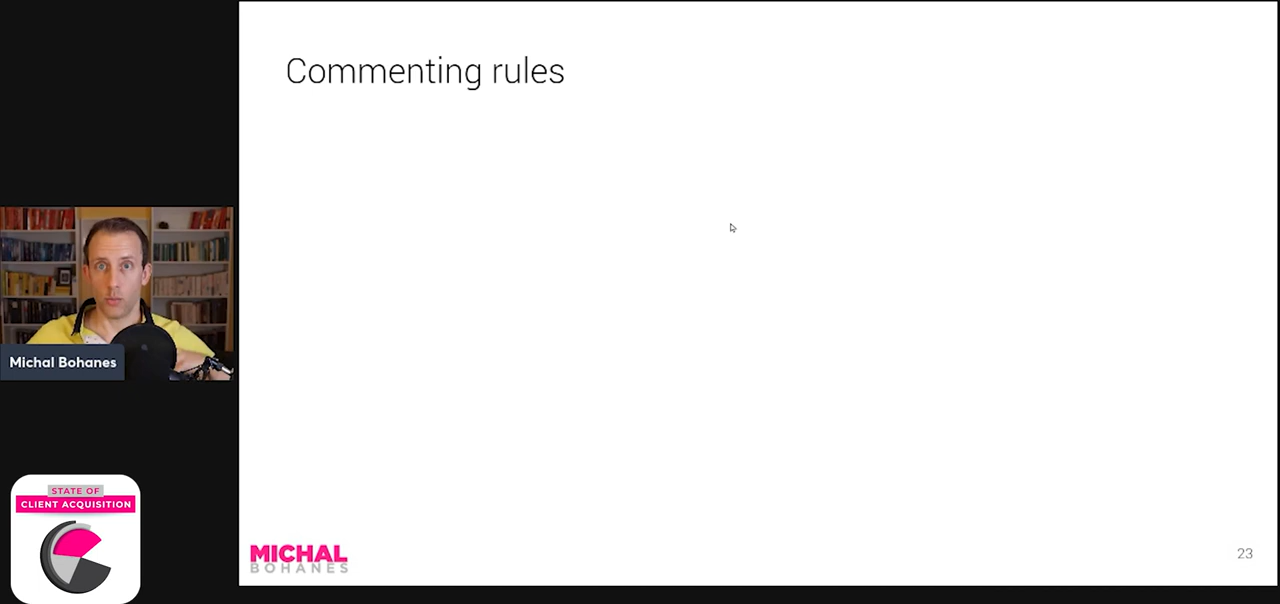 Commenting rules
Michal Bohanes
STATE OF
CLIENT ACQUISITION
MICHAL
BOHANES
23